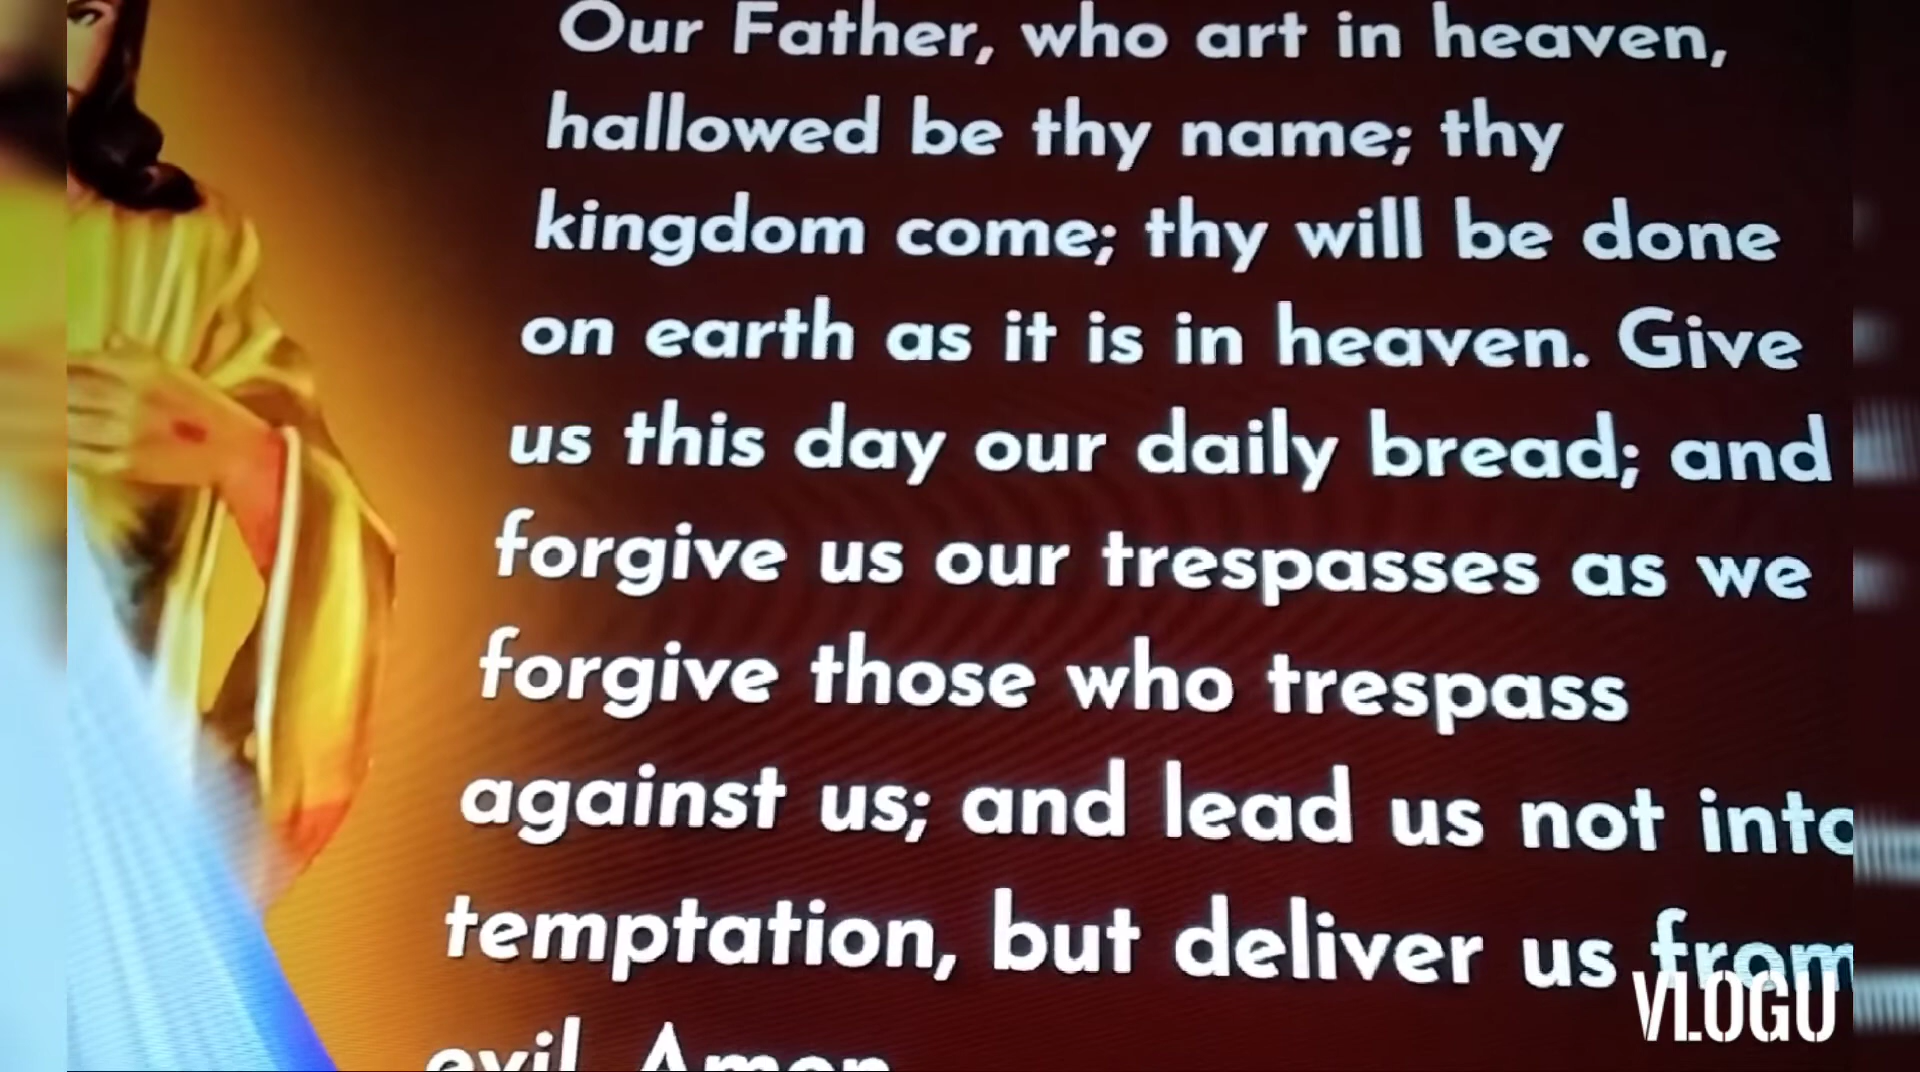 Our Father, who art in heaven,
hallowed be thy name; thy
kingdom come; thy will be done
on earth as it is in heaven. Give
us this day our daily bread; and
forgive us our trespasses as we
forgive those who trespass
against us; and lead us not into
temptation, but deliver us from
evil. Amen
VLOGU